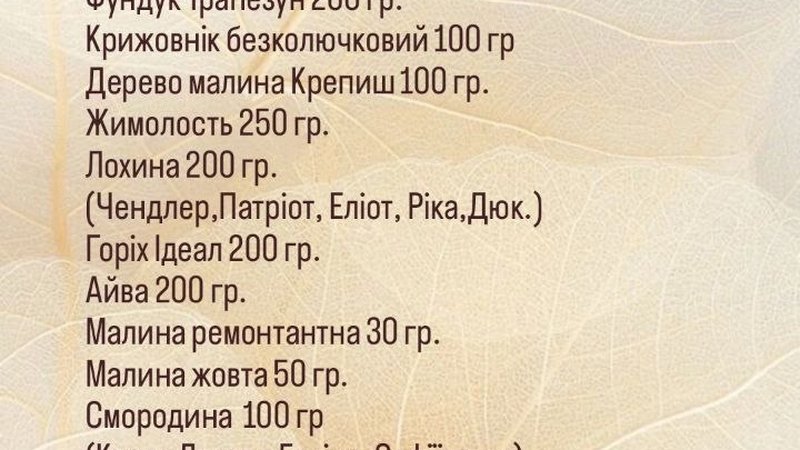 Фундук Трапезун 200 гр.
Крижовнік безколючковий 100 гр
Дерево малина Крепиш 100 гр.
Жимолость 250 гр.
Лохина 200 гр.
(Чендлер,Патріот, Еліот, Ріка,Дюк.)
Горіх Ідеал 200 гр.
Айва 200 гр.
Малина ремонтантна 30 гр.
Малина жовта 50 гр.
Смородина 100 гр